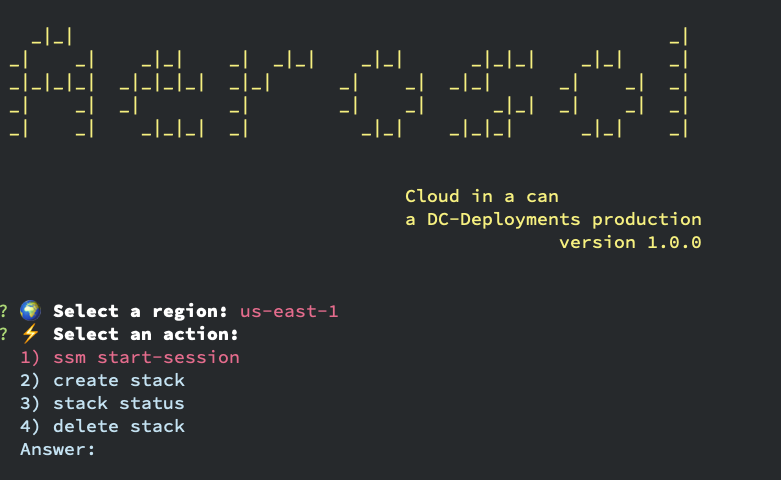 Aerosol
Cloud in a can
a DC-Deployments production
version 1.0.0
? 🌍 Select a region: us-east-1
? ⚡ Select an action:
1) ssm start-session
2) create stack
3) stack status
4) delete stack
Answer: